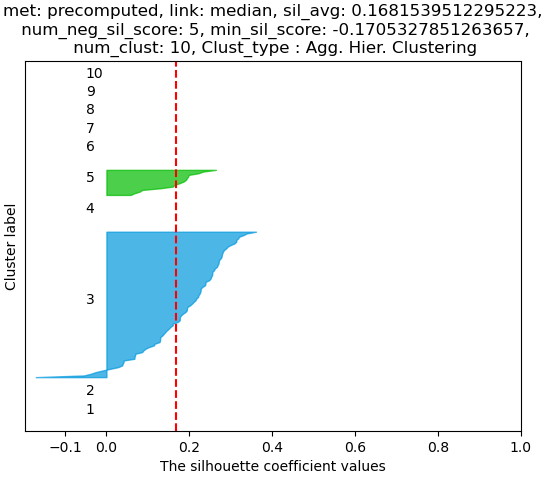 met: precomputed, link: median, sil_avg: 0.1681539512295223,
num_neg_sil_score: 5, min_sil_score: -0.1705327851263657,
num_clust: 10, Clust_type : Agg. Hier. Clustering
10
9
8
7
6
5
4
3
2
1
Cluster label
−0.1 0.0 0.2 0.4 0.6 0.8 1.0
The silhouette coefficient values